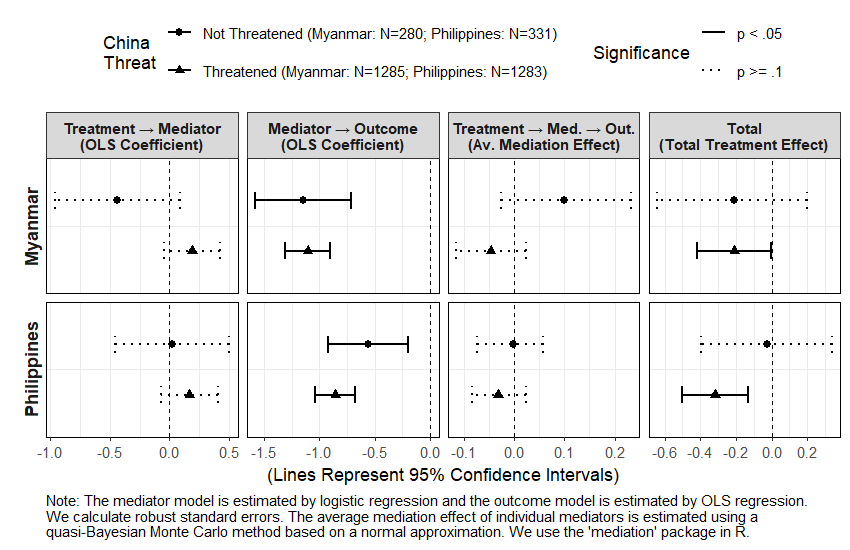 China
Threat
Not Threatened (Myanmar: N=280; Philippines: N=331)
Threatened (Myanmar: N=1285; Philippines: N=1283)
Significance
p < .05
p >= .1
Treatment → Mediator
(OLS Coefficient)
Mediator → Outcome
(OLS Coefficient)
Treatment → Med. → Out.
(Av. Mediation Effect)
Total
(Total Treatment Effect)
Myanmar
Philippines
-1.0 -0.5 0.0 0.5
-1.5 -1.0 -0.5 0.0
-0.1 0.0 0.1 0.2
-0.6 -0.4 -0.2 0.0 0.2
(Lines Represent 95% Confidence Intervals)
Note: The mediator model is estimated by logistic regression and the outcome model is estimated by OLS regression.
We calculate robust standard errors. The average mediation effect of individual mediators is estimated using a
quasi-Bayesian Monte Carlo method based on a normal approximation. We use the 'mediation' package in R.